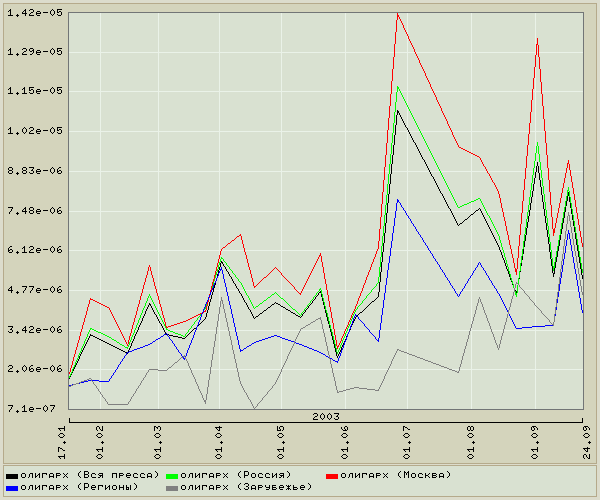 1.42e-05
1.29e-05
1.15e-05
1.02e-05
8.83e-06
7.48e-06
6.12e-06
4.77e-06
3.42e-06
2.06e-06
7.1e-07
2003
17.01 01.02 01.03 01.04 01.05 01.06 01.07 01.08 01.09 24.09
олигарх (Вся пресса) олигарх (Россия) олигарх (Москва)
олигарх (Регионы) олигарх (Зарубежье)